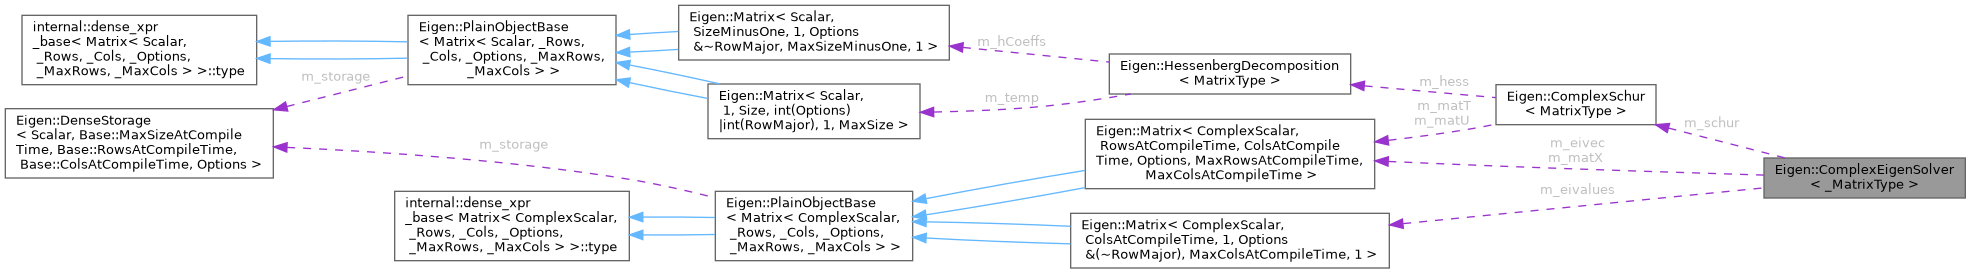 internal::dense_xpr
_base< Matrix< Scalar,
_Rows, _Cols, _Options,
_MaxRows, _MaxCols > >::type
Eigen::DenseStorage
< Scalar, Base::MaxSizeAtCompile
Time, Base::RowsAtCompileTime,
Base::ColsAtCompileTime, Options >
m_storage
m_storage
Eigen::PlainObjectBase
< Matrix< Scalar, _Rows,
_Cols, _Options, _MaxRows,
_MaxCols > >
internal::dense_xpr
_base< Matrix< ComplexScalar,
_Rows, _Cols, _Options,
_MaxRows, _MaxCols > >::type
Eigen::Matrix< Scalar,
SizeMinusOne, 1, Options
&~RowMajor, MaxSizeMinusOne, 1 >
Eigen::Matrix< Scalar,
1, Size, int(Options)
|int(RowMajor), 1, MaxSize >
Eigen::PlainObjectBase
< Matrix< ComplexScalar,
_Rows, _Cols, _Options,
_MaxRows, _MaxCols > >
m_hCoeffs
m_temp
Eigen::HessenbergDecomposition
< MatrixType >
Eigen::Matrix< ComplexScalar,
RowsAtCompileTime, ColsAtCompile
Time, Options, MaxRowsAtCompileTime,
MaxColsAtCompileTime >
Eigen::Matrix< ComplexScalar,
ColsAtCompileTime, 1, Options
&(~RowMajor), MaxColsAtCompileTime, 1 >
m_hess
m_matT
m_matU
m_eivec
m_matX
m_eivalues
Eigen::ComplexSchur
< MatrixType >
m_schur
Eigen::ComplexEigenSolver
< _MatrixType >